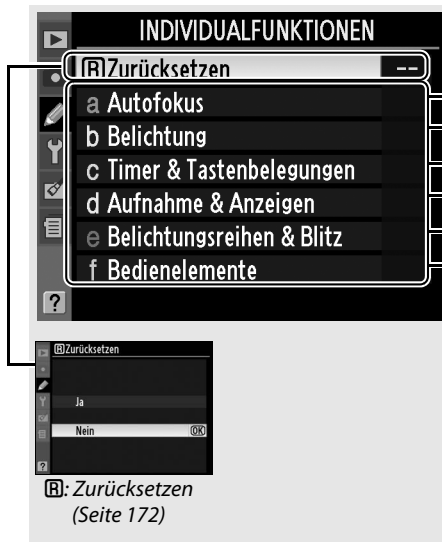 INDIVIDUALFUNKTIONEN
R Zurücksetzen --
a Autofokus
b Belichtung
c Timer & Tastenbelegungen
d Aufnahme & Anzeigen
e Belichtungsreihen & Blitz
f Bedienelemente
?
R Zurücksetzen
Ja
Nein OK
?
R: Zurücksetzen
(Seite 172)